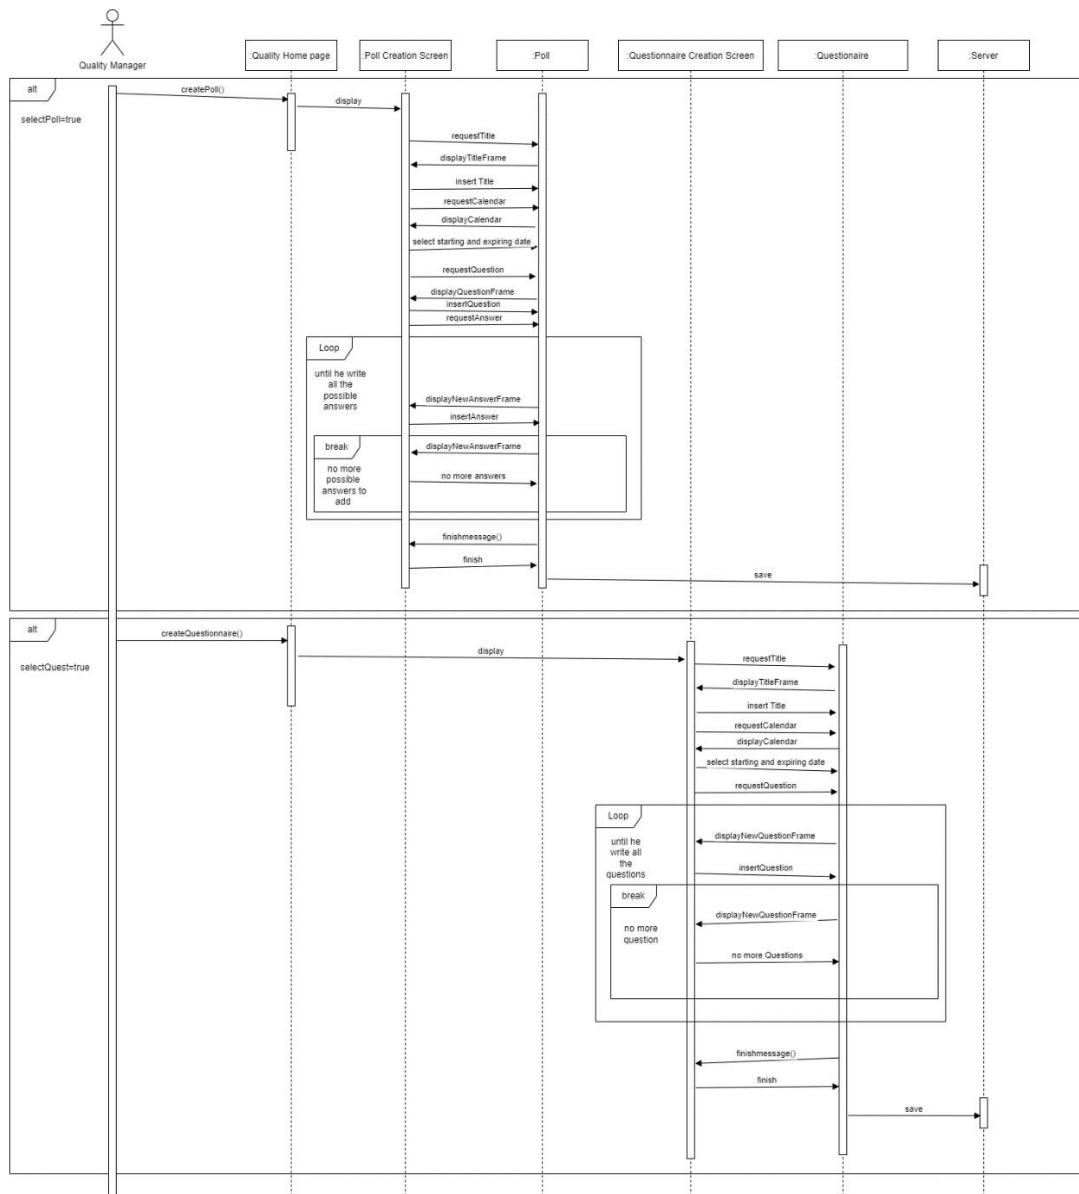 Quality Manager
:Quality Home page
:Poll Creation Screen
:Poll
:Questionnaire Creation Screen
:Questionaire
:Server
alt
selectPoll=true
createPoll()
display
requestTitle
displayTitleFrame
insert Title
requestCalendar
displayCalendar
select starting and expiring date
requestQuestion
displayQuestionFrame
insertQuestion
requestAnswer
Loop
until he write
all the
possible
answers
displayNewAnswerFrame
insertAnswer
break
no more
possible
answers to
add
displayNewAnswerFrame
no more answers
finishmessage()
finish
save
alt
selectQuest=true
createQuestionnaire()
display
requestTitle
displayTitleFrame
insert Title
requestCalendar
displayCalendar
select starting and expiring date
requestQuestion
Loop
until he
write all
the
questions
displayNewQuestionFrame
insertQuestion
break
no more
question
displayNewQuestionFrame
no more Questions
finishmessage()
finish
save